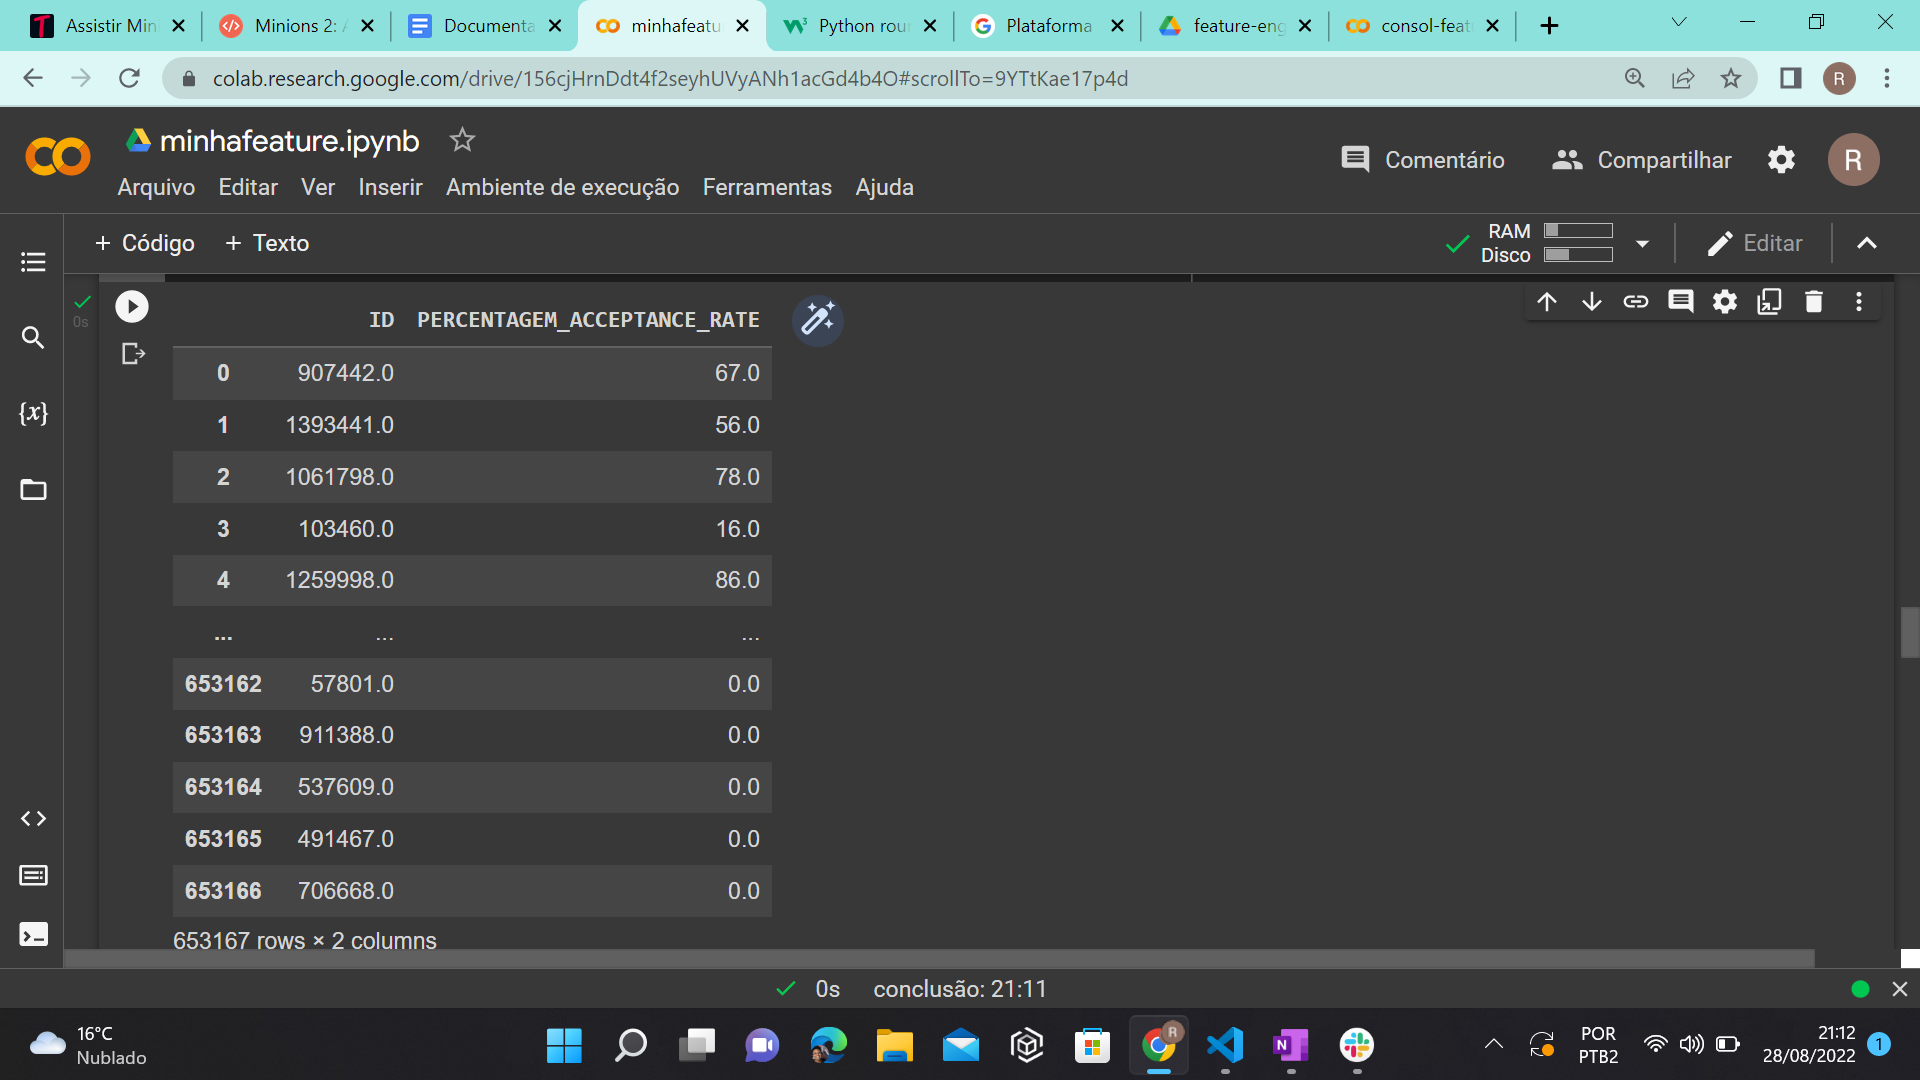 Assistir Min
Minions 2: A
Documenta
minhafeatu
Python rou
Plataforma
feature-eng
consol-feat
colab.research.google.com/drive/156cjHrnDdt4f2seyhUVyANh1acGd4b4O#scrollTo=9YTtKae17p4d
R
minhafeature.ipynb
Comentário
Compartilhar
R
Arquivo Editar Ver Inserir Ambiente de execução Ferramentas Ajuda
+ Código + Texto
RAM
Disco
Editar
0s
ID PERCENTAGEM_ACCEPTANCE_RATE
0 907442.0 67.0
1 1393441.0 56.0
2 1061798.0 78.0
3 103460.0 16.0
4 1259998.0 86.0
... ... ...
653162 57801.0 0.0
653163 911388.0 0.0
653164 537609.0 0.0
653165 491467.0 0.0
653166 706668.0 0.0
653167 rows × 2 columns
{x}
0s conclusão: 21:11
16°C
Nublado
R
POR
PTB2
21:12
28/08/2022
1